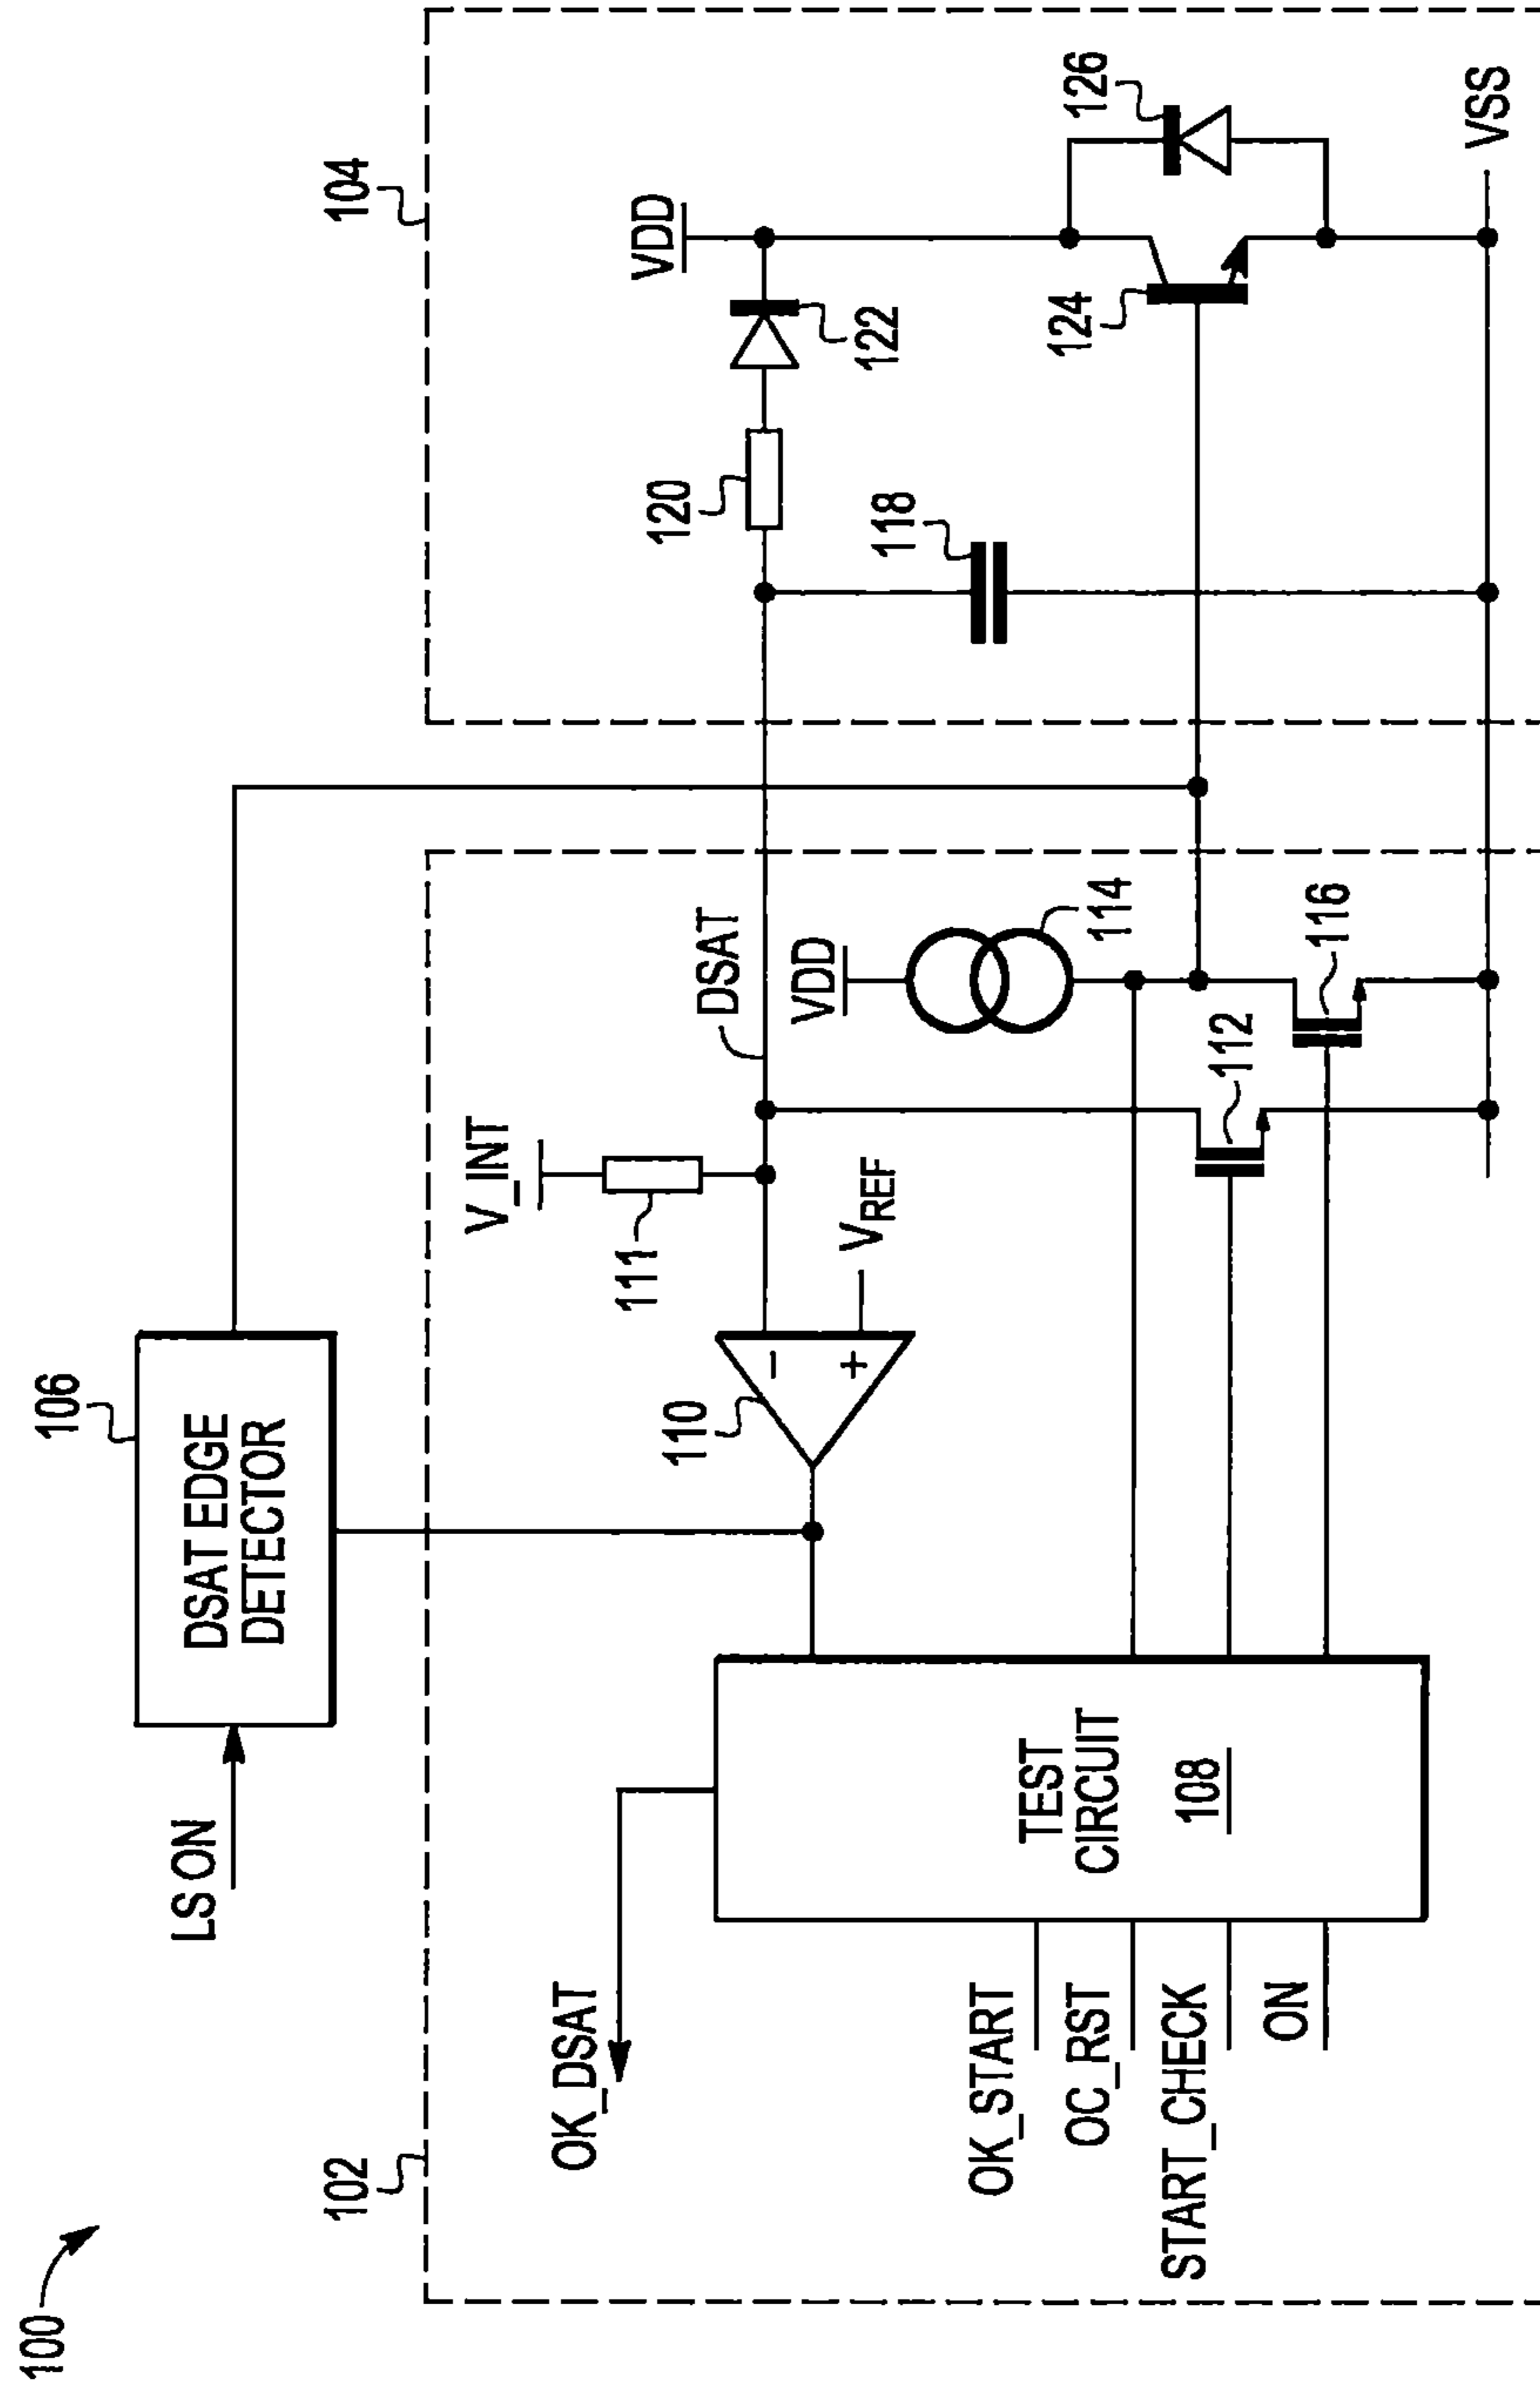 100
102
104
106
DSAT EDGE
DETECTOR
LS ON
OK_DSAT
OK_START
OC_RST
START_CHECK
ON
TEST
CIRCUIT
108
110
-
+
VREF
V_INT
111
DSAT
VDD
114
112
116
118
120
122
VDD
124
126
VSS